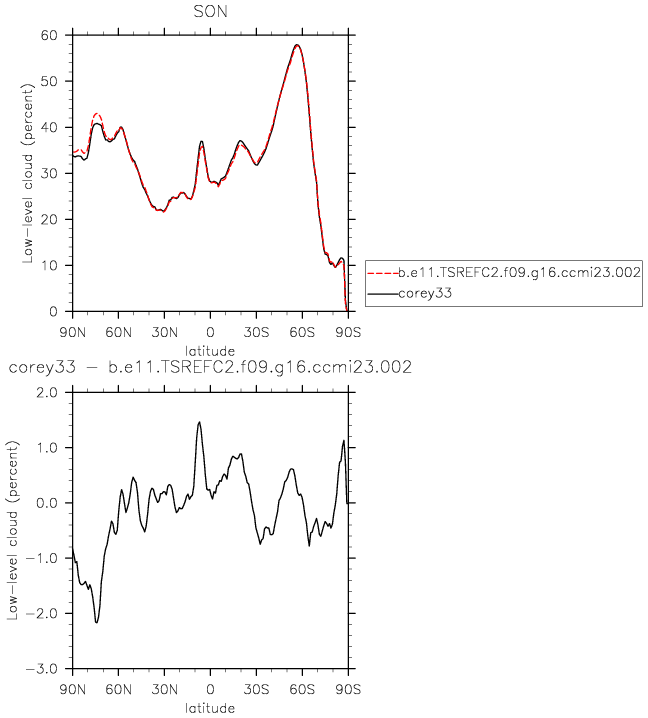 SON
60
50
40
30
20
10
0
Low-level cloud (percent)
90N 60N 30N 0 30S 60S 90S
latitude
b.e11.TSREFC2.f09.g16.ccmi23.002
corey33
corey33 - b.e11.TSREFC2.f09.g16.ccmi23.002
2.0
1.0
0.0
-1.0
-2.0
-3.0
Low-level cloud (percent)
90N 60N 30N 0 30S 60S 90S
latitude